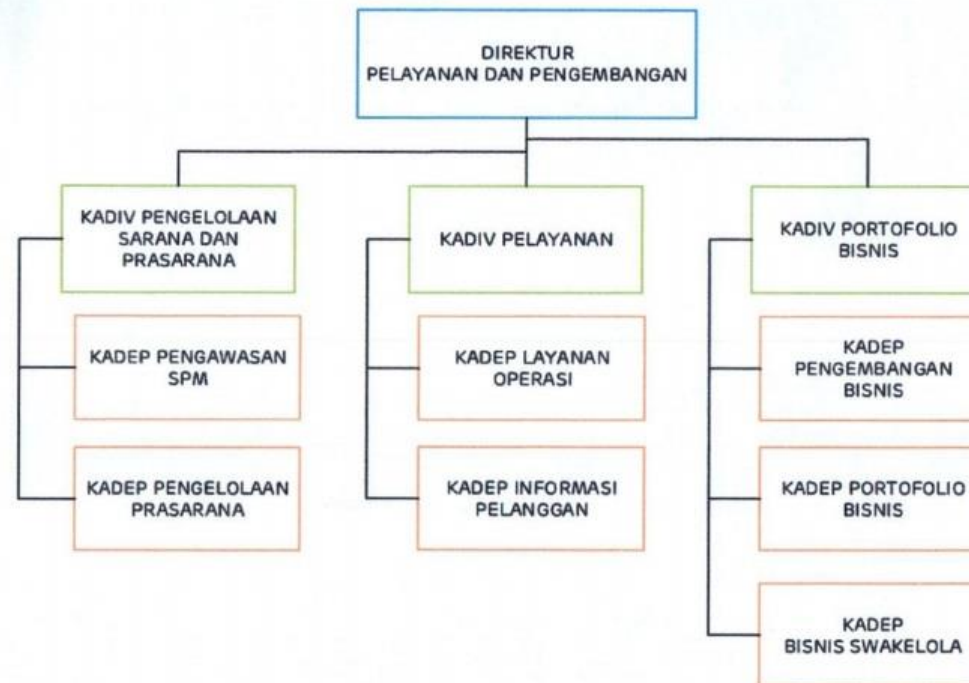 DIREKTUR
PELAYANAN DAN PENGEMBANGAN
KADIV PENGELOLAAN
SARANA DAN
PRASARANA
KADEP PENGAWASAN
SPM
KADEP PENGELOLAAN
PRASARANA
KADIV PELAYANAN
KADEP LAYANAN
OPERASI
KADEP INFORMASI
PELANGGAN
KADIV PORTOFOLIO
BISNIS
KADEP
PENGEMBANGAN
BISNIS
KADEP PORTOFOLIO
BISNIS
KADEP
BISNIS SWAKELOLA